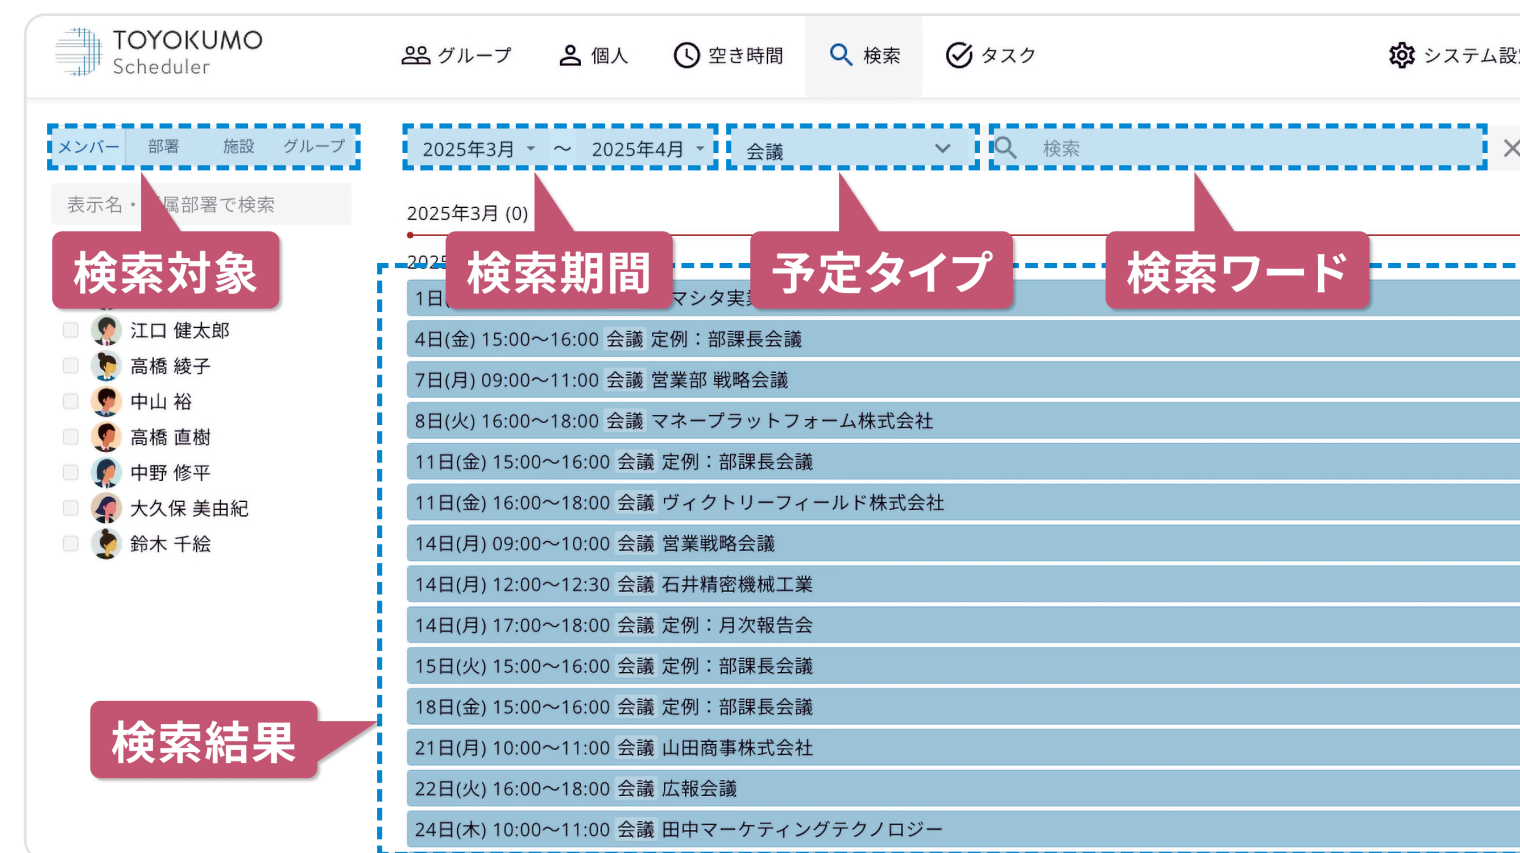 TOYOKUMO
Scheduler
グループ 個人 空き時間 検索 タスク システム設
メンバー 部署 施設 グループ
2025年3月 ～ 2025年4月 会議 検索
表示名・ 属部署で検索
2025年3月 (0)
検索対象
検索期間
予定タイプ
検索ワード
2025
1日 マシタ実
江口 健太郎
高橋 綾子
中山 裕
高橋 直樹
中野 修平
大久保 美由紀
鈴木 千絵
4日(金) 15:00～16:00 会議 定例：部課長会議
7日(月) 09:00～11:00 会議 営業部 戦略会議
8日(火) 16:00～18:00 会議 マネープラットフォーム株式会社
11日(金) 15:00～16:00 会議 定例：部課長会議
11日(金) 16:00～18:00 会議 ヴィクトリーフィールド株式会社
14日(月) 09:00～10:00 会議 営業戦略会議
14日(月) 12:00～12:30 会議 石井精密機械工業
14日(月) 17:00～18:00 会議 定例：月次報告会
15日(火) 15:00～16:00 会議 定例：部課長会議
18日(金) 15:00～16:00 会議 定例：部課長会議
21日(月) 10:00～11:00 会議 山田商事株式会社
22日(火) 16:00～18:00 会議 広報会議
24日(木) 10:00～11:00 会議 田中マーケティングテクノロジー
検索結果